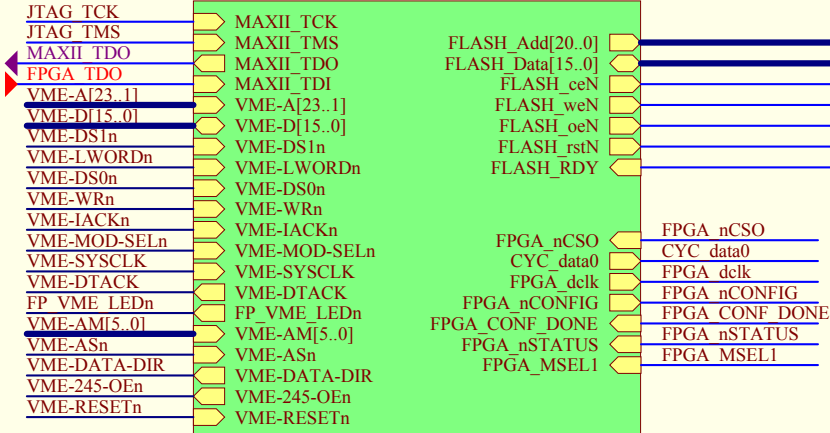 JTAG_TCK
JTAG_TMS
MAXII_TDO
FPGA_TDO
VME-A[23..1]
VME-D[15..0]
VME-DS1n
VME-LWORDn
VME-DS0n
VME-WRn
VME-IACKn
VME-MOD-SELn
VME-SYSCLK
VME-DTACK
FP_VME_LEDn
VME-AM[5..0]
VME-ASn
VME-DATA-DIR
VME-245-OEn
VME-RESETn
MAXII_TCK
MAXII_TMS
MAXII_TDO
MAXII_TDI
VME-A[23..1]
VME-D[15..0]
VME-DS1n
VME-LWORDn
VME-DS0n
VME-WRn
VME-IACKn
VME-MOD-SELn
VME-SYSCLK
VME-DTACK
FP_VME_LEDn
VME-AM[5..0]
VME-ASn
VME-DATA-DIR
VME-245-OEn
VME-RESETn
FLASH_Add[20..0]
FLASH_Data[15..0]
FLASH_ceN
FLASH_weN
FLASH_oeN
FLASH_rstN
FLASH_RDY
FPGA_nCSO
CYC_data0
FPGA_dclk
FPGA_nCONFIG
FPGA_CONF_DONE
FPGA_nSTATUS
FPGA_MSEL1
FPGA_nCSO
CYC_data0
FPGA_dclk
FPGA_nCONFIG
FPGA_CONF_DONE
FPGA_nSTATUS
FPGA_MSEL1